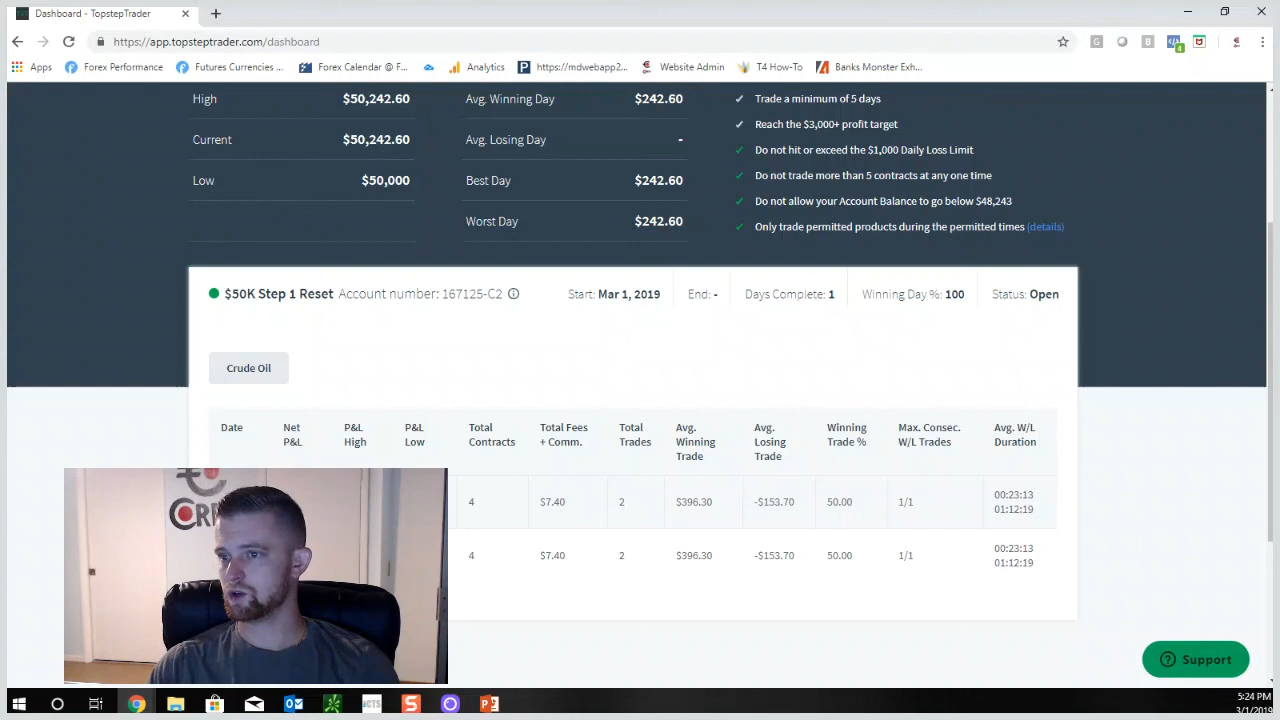 Dashboard - TopstepTrader
https://app.topsteptrader.com/dashboard
Apps Forex Performance Futures Currencies ... Forex Calendar @ F... Analytics https://mdwebapp2... Website Admin T4 How-To Banks Monster Exh...
High $50,242.60 Avg. Winning Day $242.60 Trade a minimum of 5 days
Reach the $3,000+ profit target
Current $50,242.60 Avg. Losing Day -
Do not hit or exceed the $1,000 Daily Loss Limit
Low $50,000 Best Day $242.60 Do not trade more than 5 contracts at any one time
Do not allow your Account Balance to go below $48,243
Worst Day $242.60 Only trade permitted products during the permitted times (details)
$50K Step 1 Reset Account number: 167125-C2 Start: Mar 1, 2019 End: - Days Complete: 1 Winning Day %: 100 Status: Open
Crude Oil
Date Net P&L P&L High P&L Low Total Contracts Total Fees + Comm. Total Trades Avg. Winning Trade Avg. Losing Trade Winning Trade % Max. Consec. W/L Trades Avg. W/L Duration
4 $7.40 2 $396.30 -$153.70 50.00 1/1 00:23:13 01:12:19
4 $7.40 2 $396.30 -$153.70 50.00 1/1 00:23:13 01:12:19
Support
CTS
5:24 PM
3/1/2019